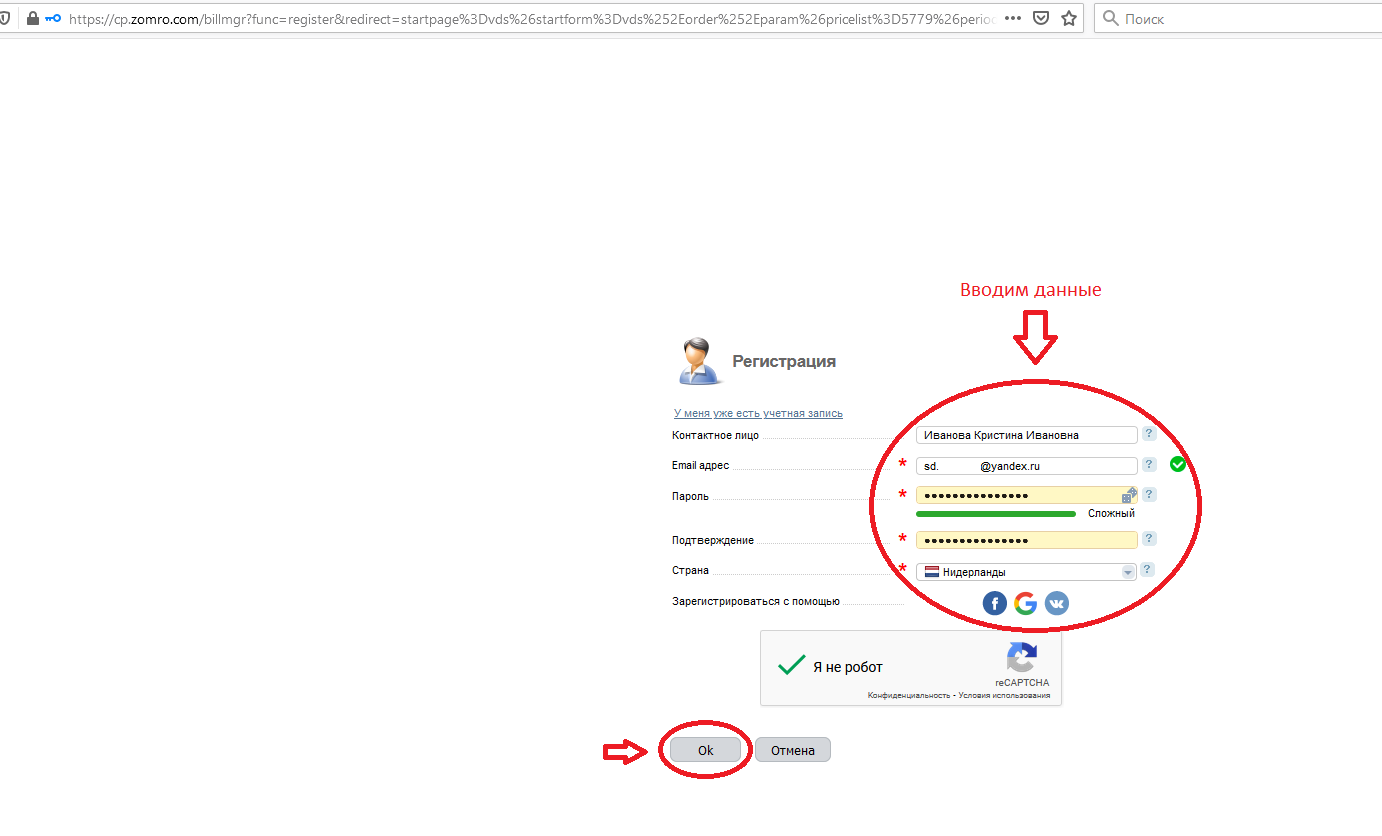 https://cp.zomro.com/billmgr?func=register&redirect=startpage%3Dvds%26startform%3Dvds%252Eorder%252Eparam%26pricelist%3D5779%26perio
Поиск
Вводим данные
Регистрация
У меня уже есть учетная запись
Контактное лицо Иванова Кристина Ивановна ?
Email адрес * sd. @yandex.ru ?
Пароль * ••••••••••••••• ?
Сложный
Подтверждение * ••••••••••••••• ?
Страна * Нидерланды ?
Зарегистрироваться с помощью
Я не робот
reCAPTCHA
Конфиденциальность - Условия использования
Ok Отмена